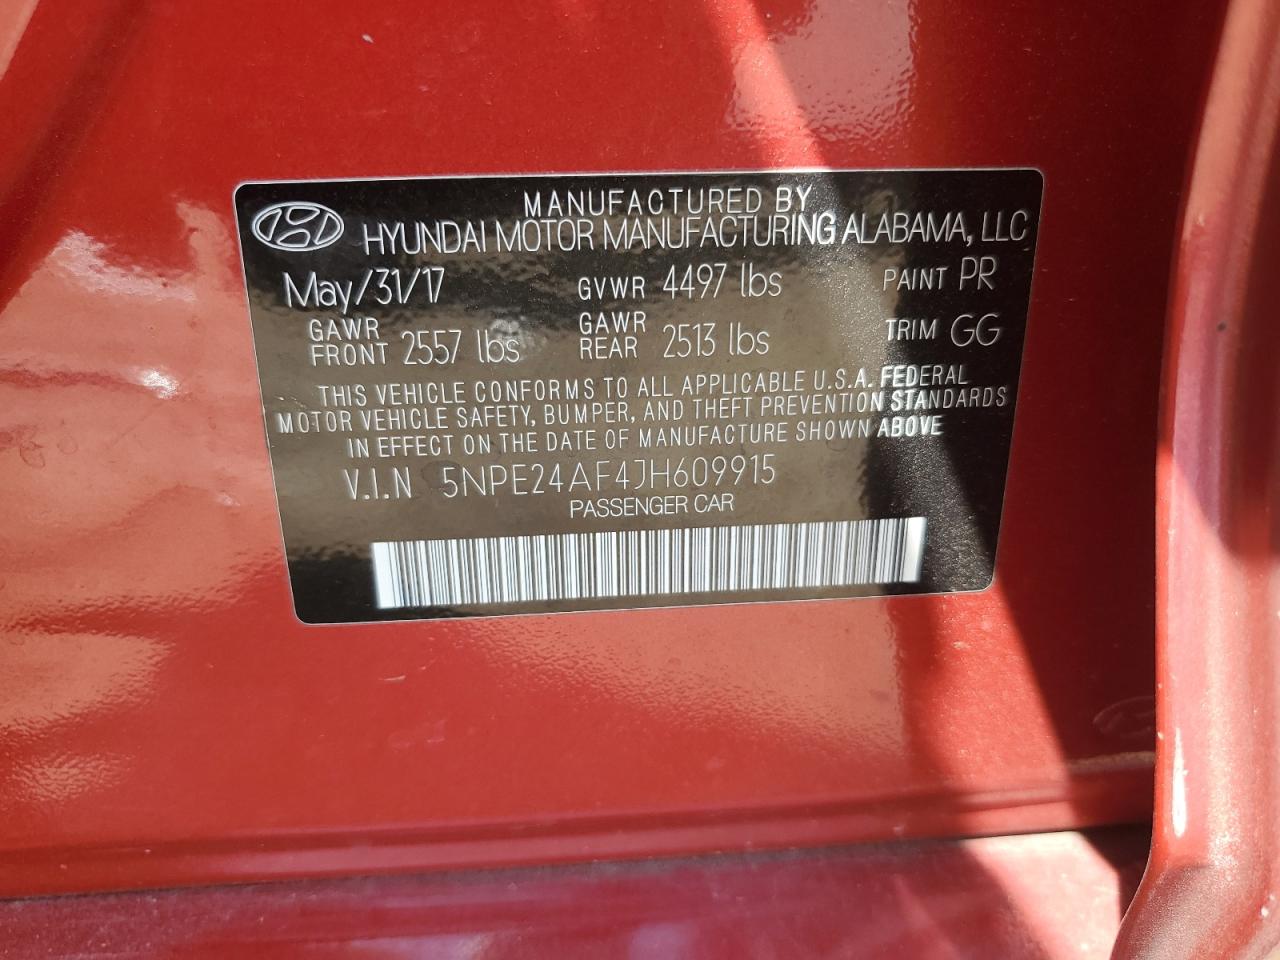 MANUFACTURED BY
HYUNDAI MOTOR MANUFACTURING ALABAMA, LLC
May/31/17 GVWR 4497 lbs PAINT PR
GAWR FRONT 2557 lbs GAWR REAR 2513 lbs TRIM GG
THIS VEHICLE CONFORMS TO ALL APPLICABLE U.S.A. FEDERAL
MOTOR VEHICLE SAFETY, BUMPER, AND THEFT PREVENTION STANDARDS
IN EFFECT ON THE DATE OF MANUFACTURE SHOWN ABOVE
V.I.N 5NPE24AF4JH609915
PASSENGER CAR